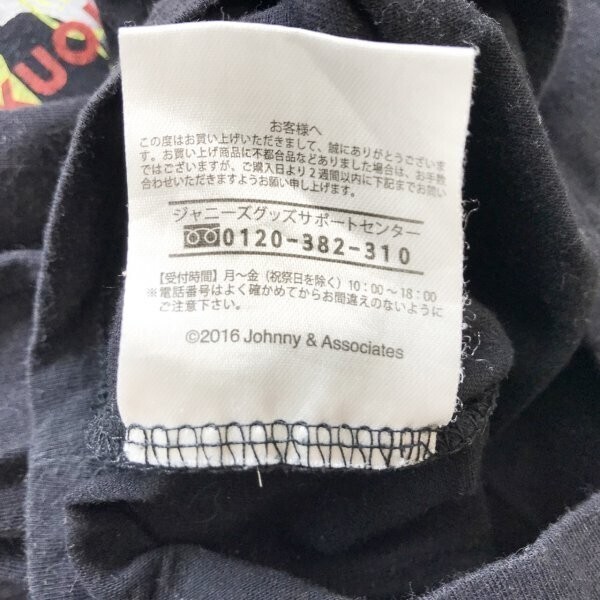 KUO
お客様へ
この度はお買い上げいただきまして、誠にありがとうございま
す。お買い上げ商品に不都合品などありました場合は、お手数
ではございますが、ご購入日より2週間以内に下記までお問い
合わせいただきますようお願い申し上げます。
ジャニーズグッズサポートセンター
0120-382-310
【受付時間】月～金(祝祭日を除く)10:00～18:00
※電話番号はよく確かめてからお間違えのないように
ご注意下さい。
©2016 Johnny & Associates